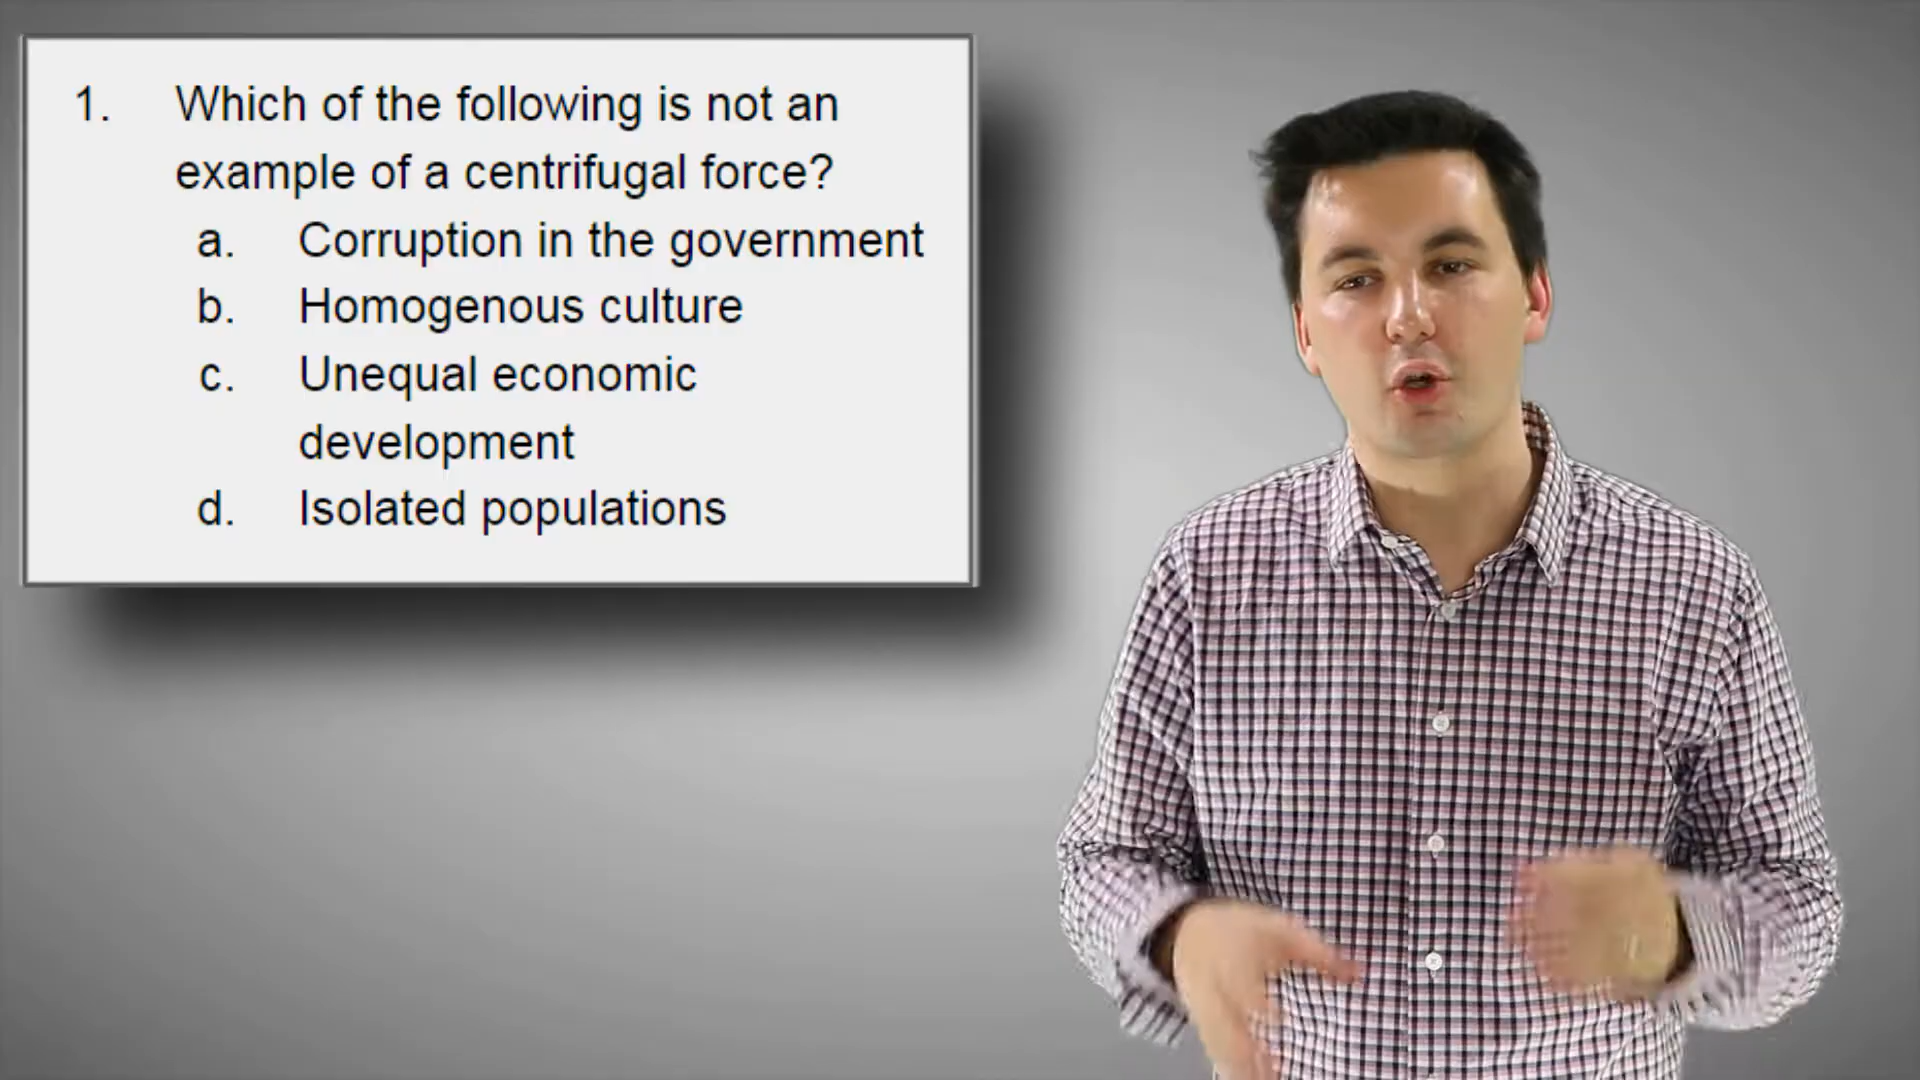 1. Which of the following is not an
example of a centrifugal force?
a. Corruption in the government
b. Homogenous culture
c. Unequal economic
development
d. Isolated populations